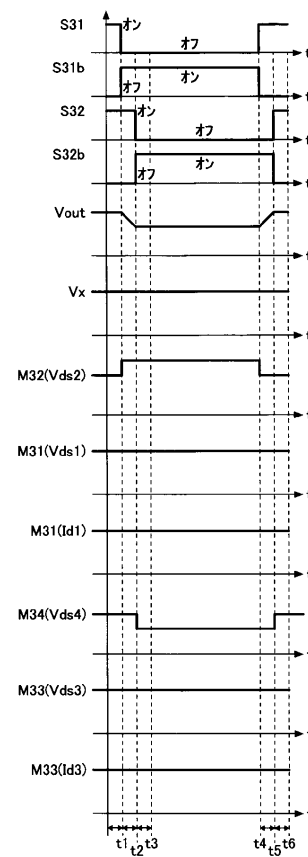 S31
オン
オフ
t
S31b
オフ
オン
t
S32
オン
オフ
t
S32b
オフ
オン
t
Vout
t
Vx
t
M32(Vds2)
t
M31(Vds1)
t
M31(Id1)
t
M34(Vds4)
t
M33(Vds3)
t
M33(Id3)
t
t1 t2 t3 t4 t5 t6